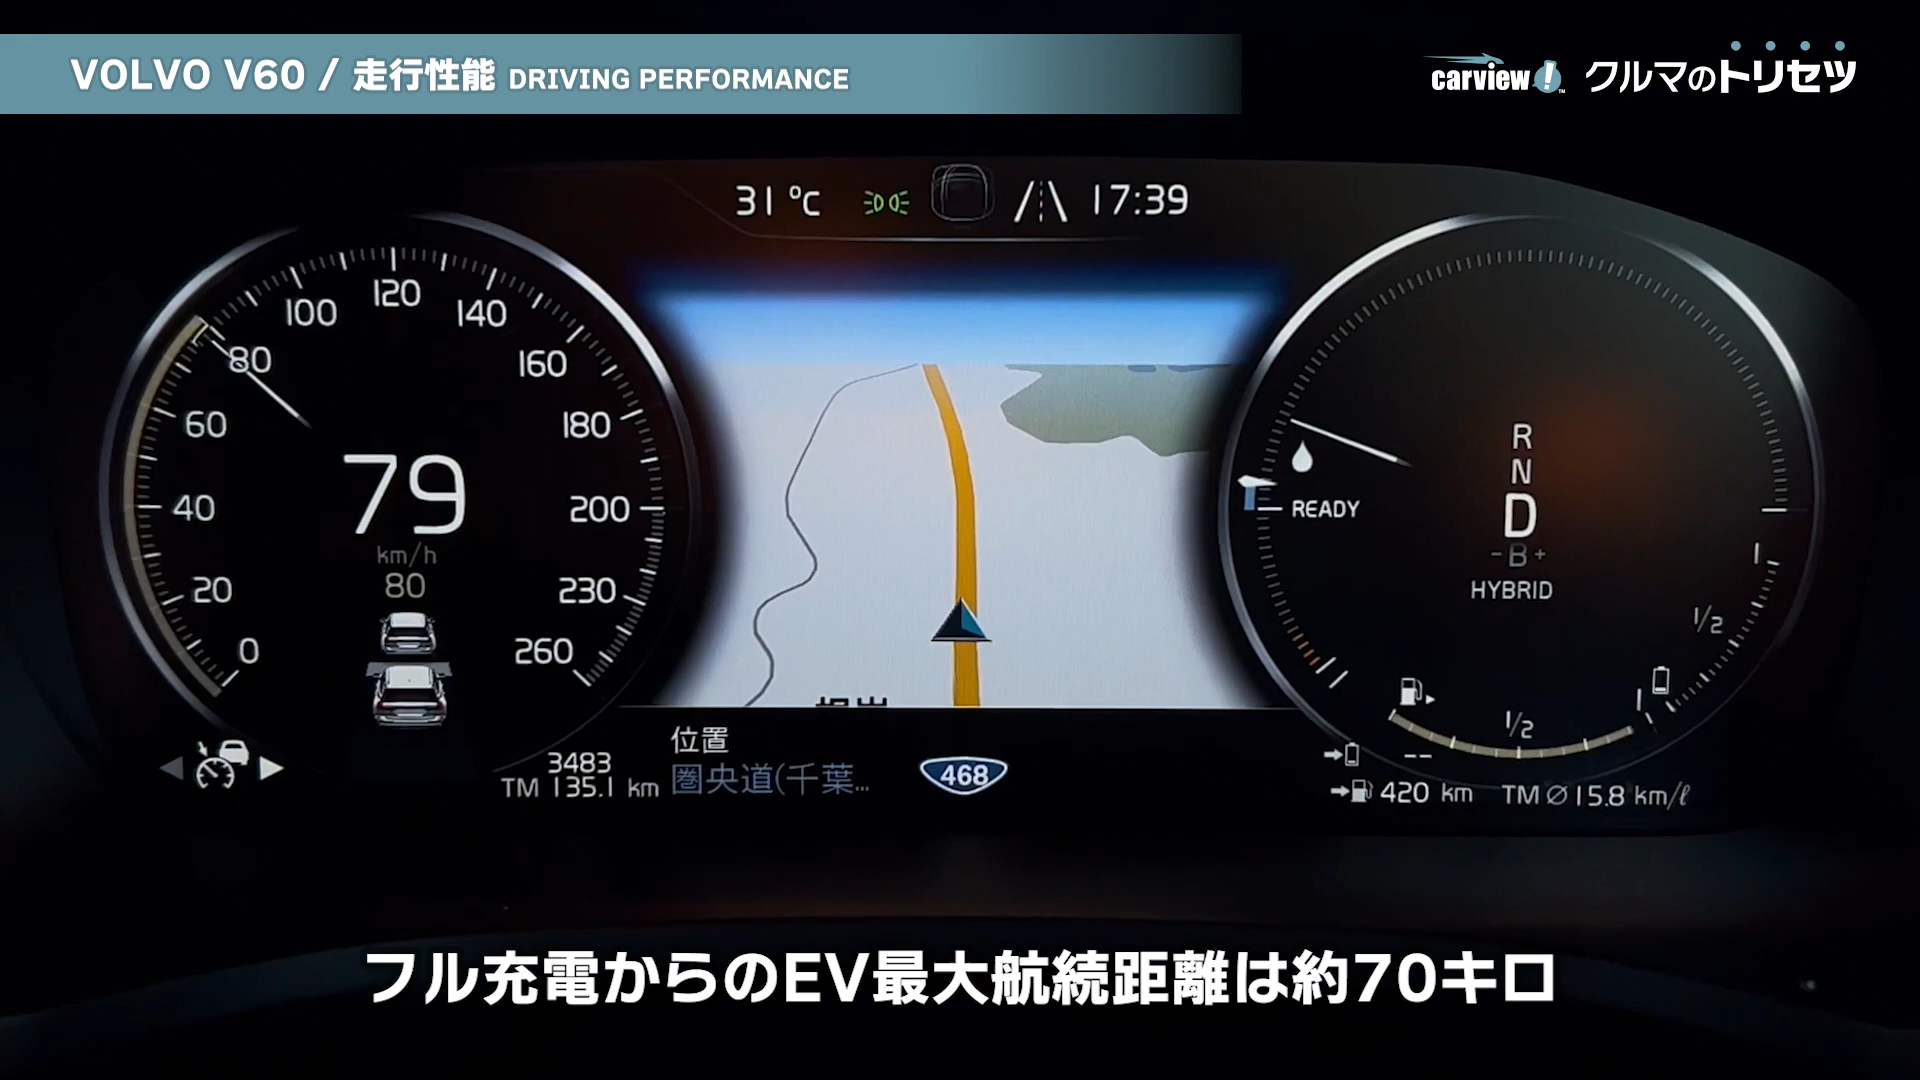 VOLVO V60 / 走行性能 DRIVING PERFORMANCE
carview! クルマのトリセツ
31 °C
17:39
0
20
40
60
80
100
120
140
160
180
200
230
260
79
km/h
80
R
N
D
-B+
HYBRID
READY
1
1/2
1
1/2
--
3483
TM 135.1 km
位置
圏央道(千葉...
468
420 km
TM Ø 15.8 km/ℓ
フル充電からのEV最大航続距離は約70キロ